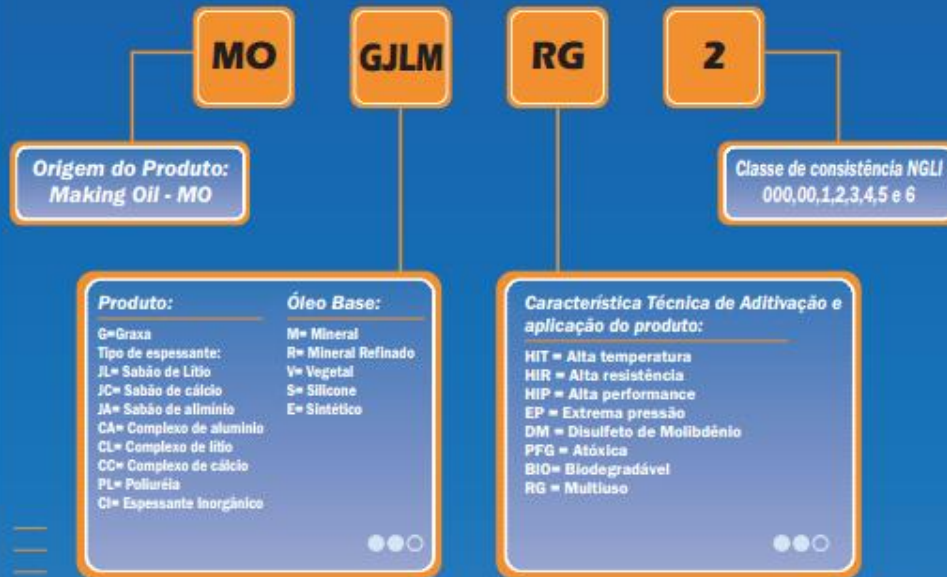 MO
GJLM
RG
2
Origem do Produto:
Making Oil - MO
Classe de consistência NGLI
000,00,1,2,3,4,5 e 6
Produto:
G=Graxa
Tipo de espessante:
JL= Sabão de Lítio
JC= Sabão de cálcio
JA= Sabão de aliminio
CA= Complexo de aluminio
CL= Complexo de lítio
CC= Complexo de cálcio
PL= Poliuréia
CI= Espessante Inorgânico
Óleo Base:
M= Mineral
R= Mineral Refinado
V= Vegetal
S= Silicone
E= Sintético
Característica Técnica de Aditivação e
aplicação do produto:
HIT = Alta temperatura
HIR = Alta resistência
HIP = Alta performance
EP = Extrema pressão
DM = Disulfeto de Molibdênio
PFG = Atóxica
BIO= Biodegradável
RG = Multiuso